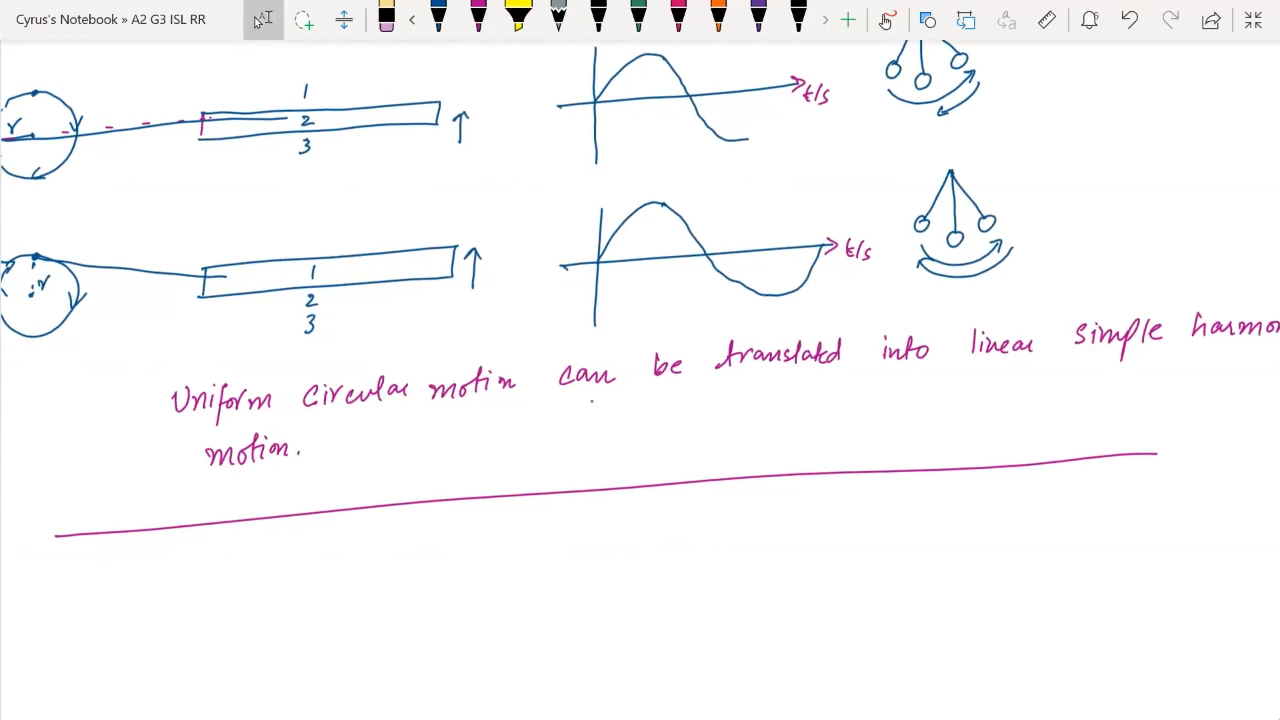 Cyrus's Notebook » A2 G3 ISL RR
1
2
3
r
t/s
1
2
3
r
t/s
Uniform circular motion can be translated into linear simple harmo
motion.